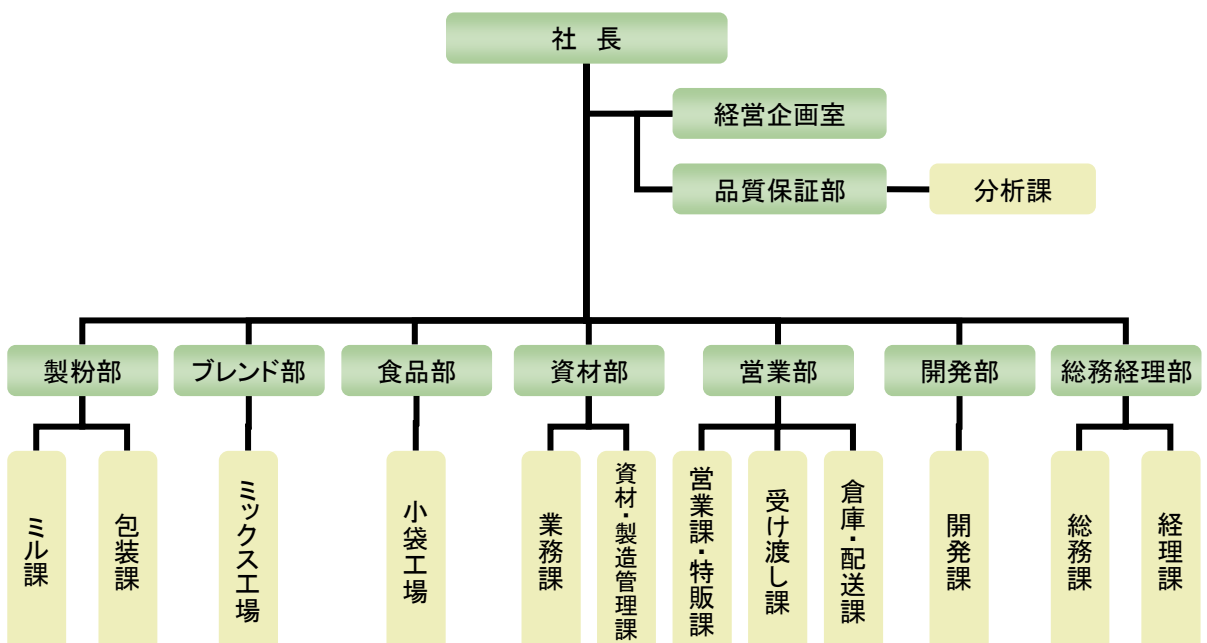 社 長
経営企画室
品質保証部
分析課
製粉部
ブレンド部
食品部
資材部
営業部
開発部
総務経理部
ミル課
包装課
ミックス工場
小袋工場
業務課
資材・製造管理課
営業課・特販課
受け渡し課
倉庫・配送課
開発課
総務課
経理課